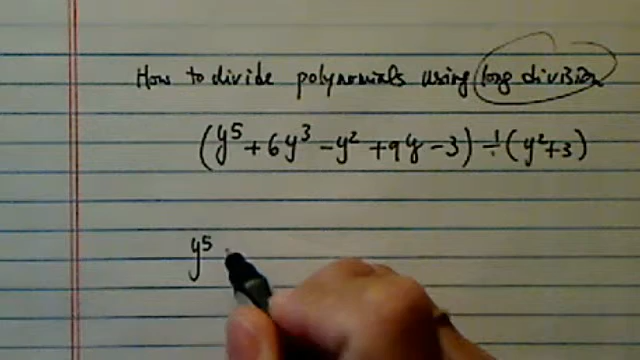 How to divide polynomials using long division
(y⁵ + 6y³ - y² + 9y - 3) ÷ (y² + 3)
y⁵